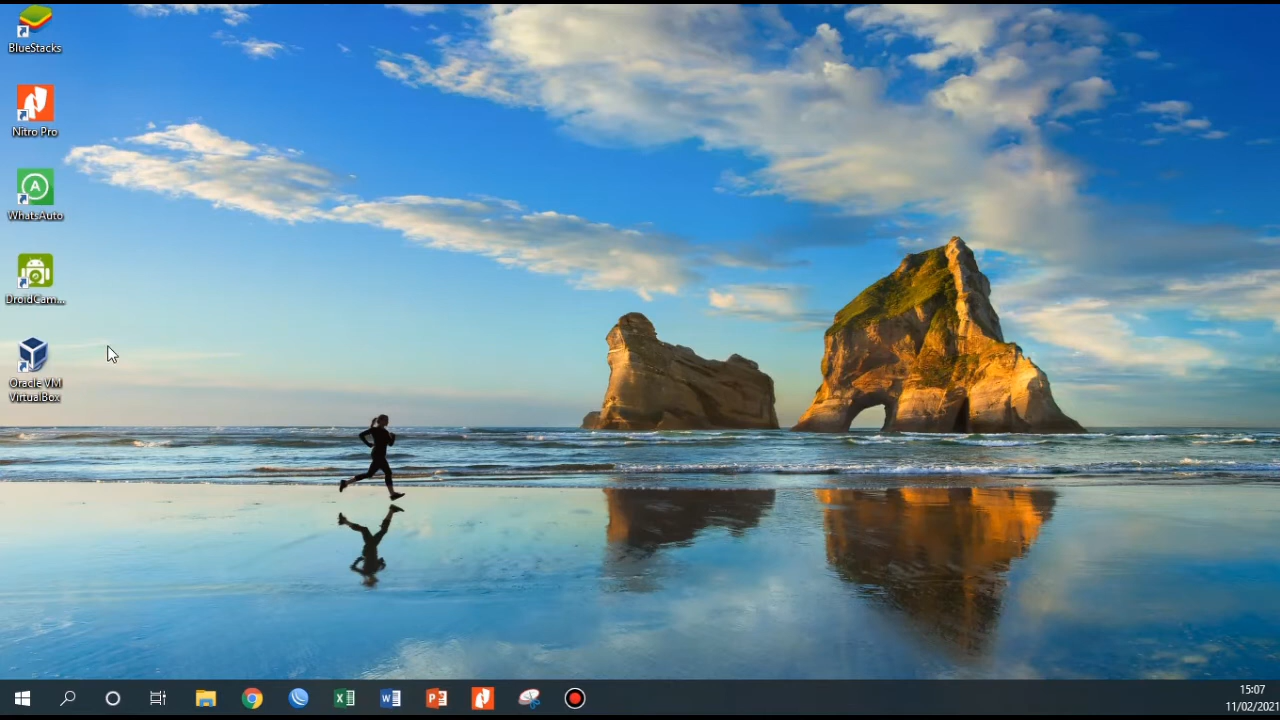 BlueStacks
Nitro Pro
A
WhatsAuto
DroidCam...
Oracle VM
VirtualBox
15:07
11/02/2021